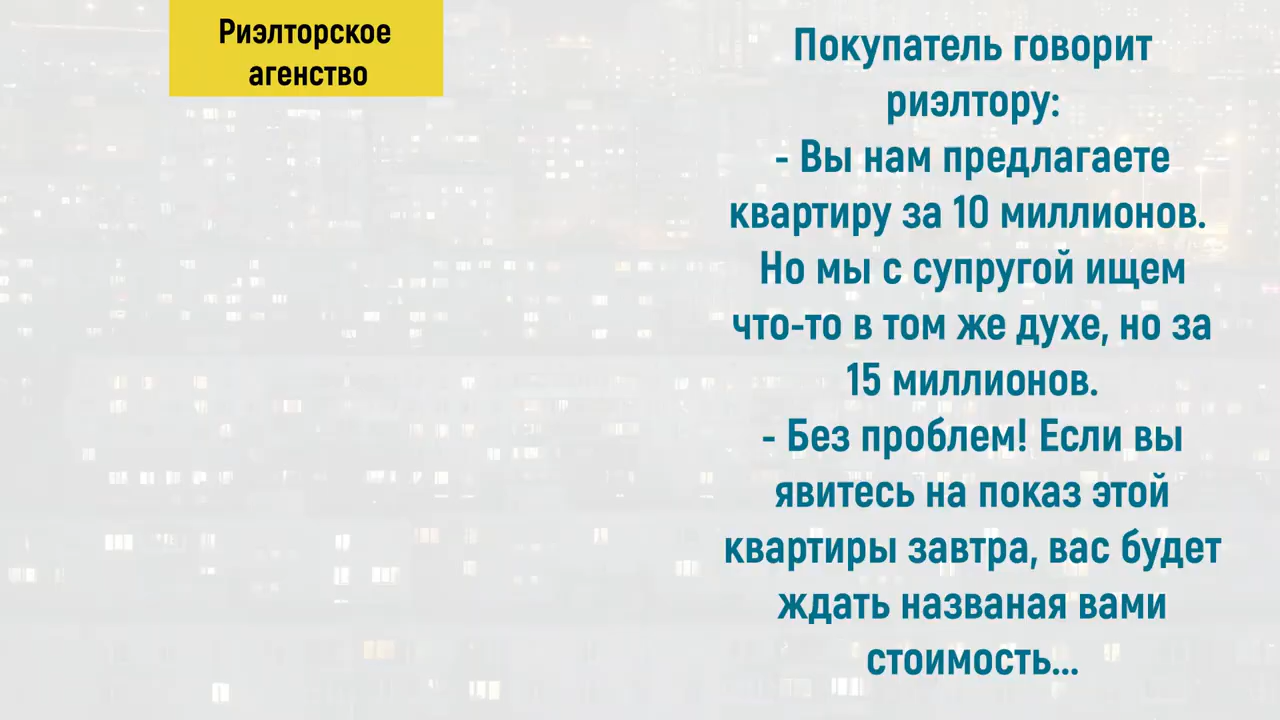 Риэлторское
агенство
Покупатель говорит
риэлтору:
- Вы нам предлагаете
квартиру за 10 миллионов.
Но мы с супругой ищем
что-то в том же духе, но за
15 миллионов.
- Без проблем! Если вы
явитесь на показ этой
квартиры завтра, вас будет
ждать названая вами
стоимость...